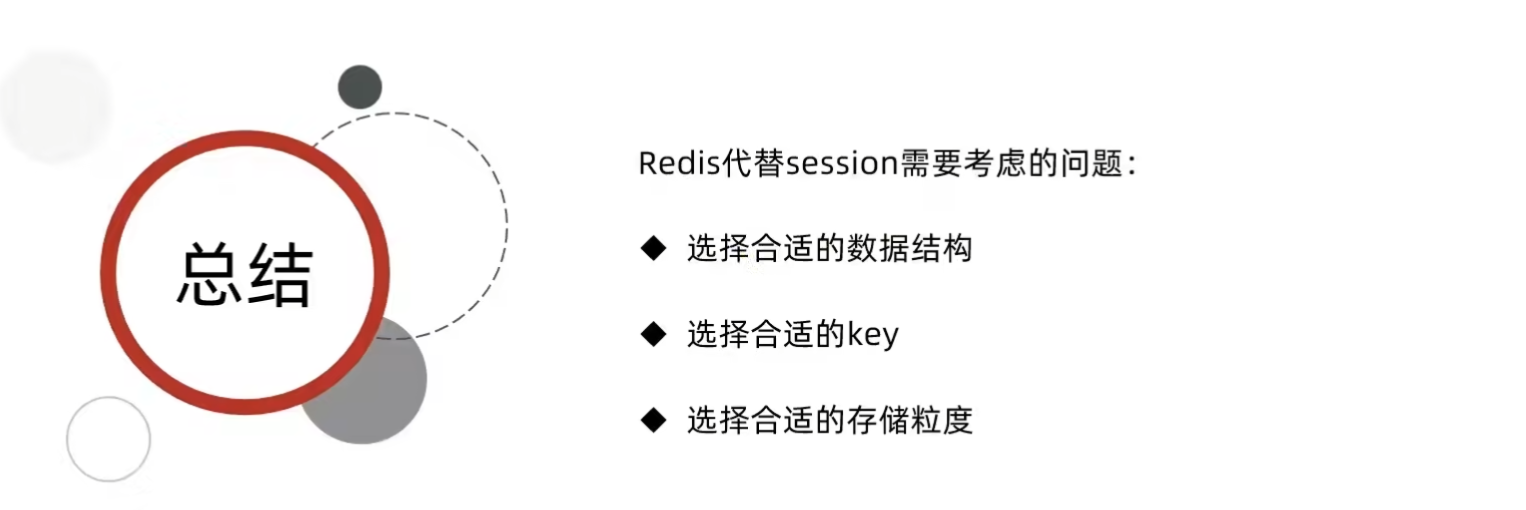 总结
Redis代替session需要考虑的问题：
◆ 选择合适的数据结构
◆ 选择合适的key
◆ 选择合适的存储粒度